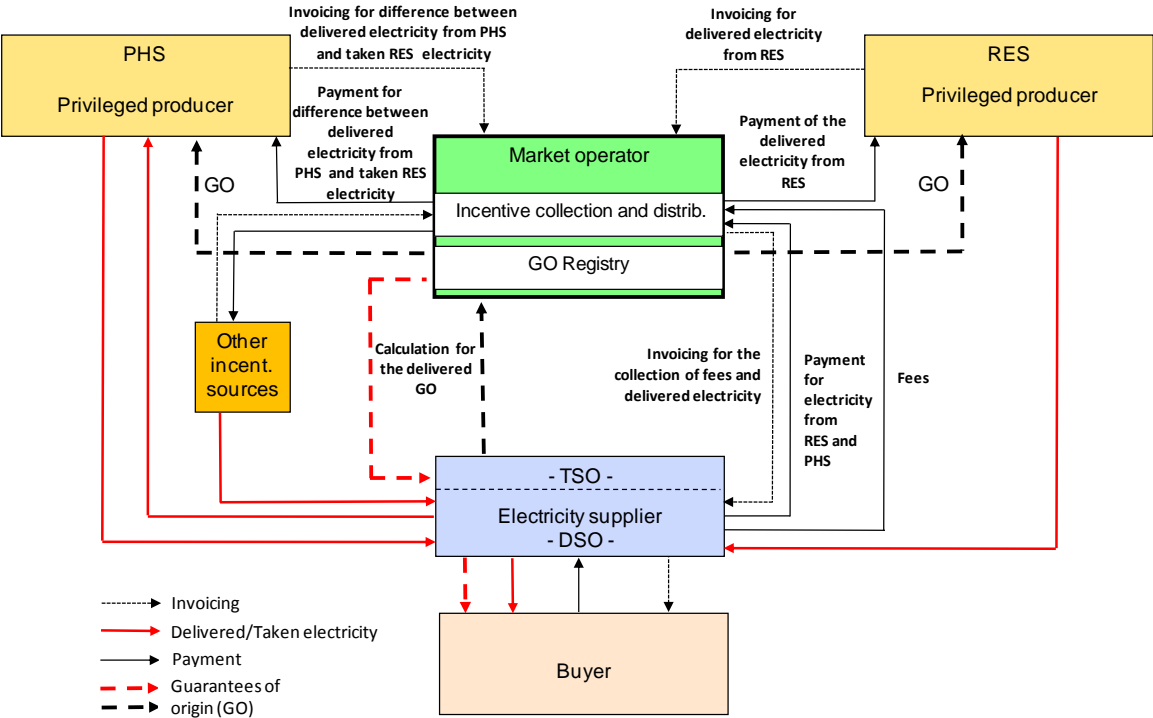 Invoicing for difference between
delivered electricity from PHS
and taken RES electricity
Invoicing for
delivered electricity
from RES
PHS
Privileged producer
RES
Privileged producer
Payment for
difference between
delivered
electricity from
PHS and taken RES
electricity
Market operator
Payment of the
delivered
electricity from
RES
GO
GO
Incentive collection and distrib.
GO Registry
Other
incent.
sources
Calculation for
the delivered
GO
Invoicing for the
collection of fees and
delivered electricity
Payment
for
electricity
from
RES and
PHS
Fees
- TSO -
Electricity supplier
- DSO -
Buyer
Invoicing
Delivered/Taken electricity
Payment
Guarantees of
origin (GO)